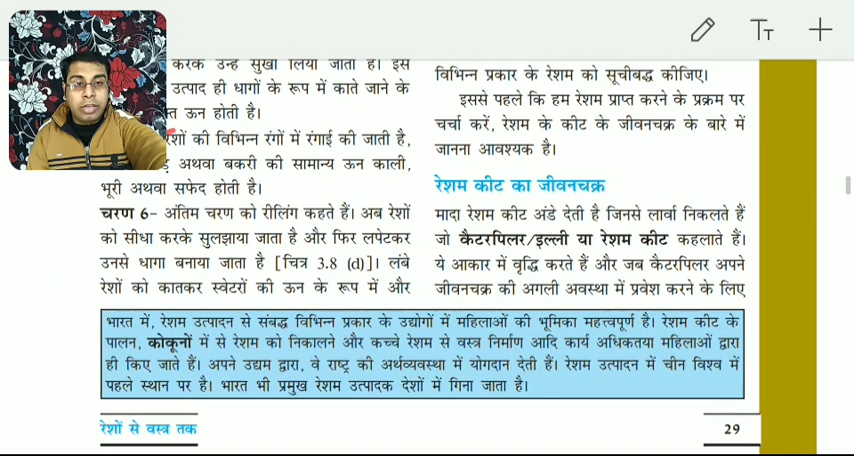 करके उन्हें सुखा लिया जाता है। इस
उत्पाद ही धागों के रूप में काते जाने के
ऊन होती है।
की विभिन्न रंगों में रंगाई की जाती है,
अथवा बकरी की सामान्य ऊन काली,
भूरी अथवा सफेद होती है।
चरण 6– अंतिम चरण को रीलिंग कहते हैं। अब रेशों
को सीधा करके सुलझाया जाता है और फिर लपेटकर
उनसे धागा बनाया जाता है [चित्र 3.8 (d)]। लंबे
रेशों को कातकर स्वेटरों की ऊन के रूप में और
विभिन्न प्रकार के रेशम को सूचीबद्ध कीजिए।
इससे पहले कि हम रेशम प्राप्त करने के प्रक्रम पर
चर्चा करें, रेशम के कीट के जीवनचक्र के बारे में
जानना आवश्यक है।
रेशम कीट का जीवनचक्र
मादा रेशम कीट अंडे देती है जिनसे लार्वा निकलते हैं
जो कैटरपिलर/इल्ली या रेशम कीट कहलाते हैं।
ये आकार में वृद्धि करते हैं और जब कैटरपिलर अपने
जीवनचक्र की अगली अवस्था में प्रवेश करने के लिए
भारत में, रेशम उत्पादन से संबद्ध विभिन्न प्रकार के उद्योगों में महिलाओं की भूमिका महत्त्वपूर्ण है। रेशम कीट के
पालन, कोकूनों में से रेशम को निकालने और कच्चे रेशम से वस्त्र निर्माण आदि कार्य अधिकतया महिलाओं द्वारा
ही किए जाते हैं। अपने उद्यम द्वारा, वे राष्ट्र की अर्थव्यवस्था में योगदान देती हैं। रेशम उत्पादन में चीन विश्व में
पहले स्थान पर है। भारत भी प्रमुख रेशम उत्पादक देशों में गिना जाता है।
रेशों से वस्त्र तक
29